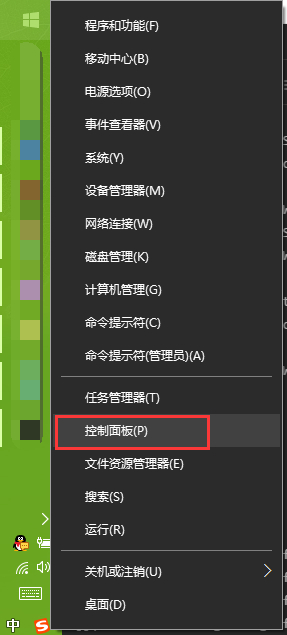 程序和功能(F)
移动中心(B)
电源选项(O)
事件查看器(V)
系统(Y)
设备管理器(M)
网络连接(W)
磁盘管理(K)
计算机管理(G)
命令提示符(C)
命令提示符(管理员)(A)
任务管理器(T)
控制面板(P)
文件资源管理器(E)
搜索(S)
运行(R)
关机或注销(U)
桌面(D)
中